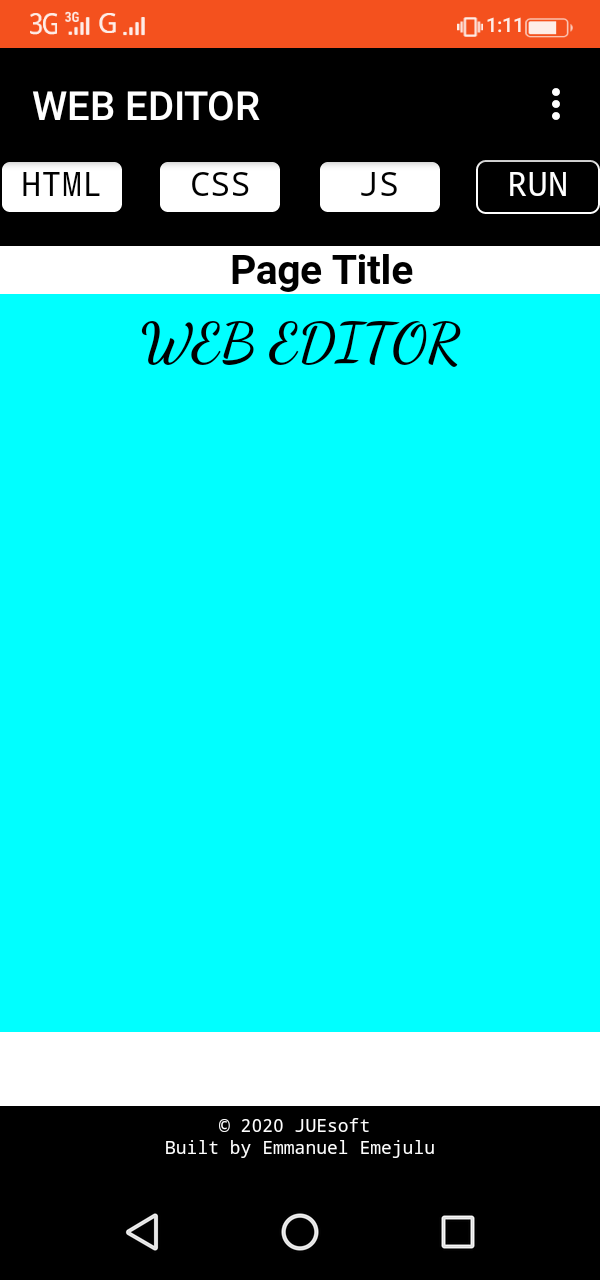 3G 3G G 1:11
WEB EDITOR
HTML CSS JS RUN
Page Title
WEB EDITOR
© 2020 JUEsoft
Built by Emmanuel Emejulu